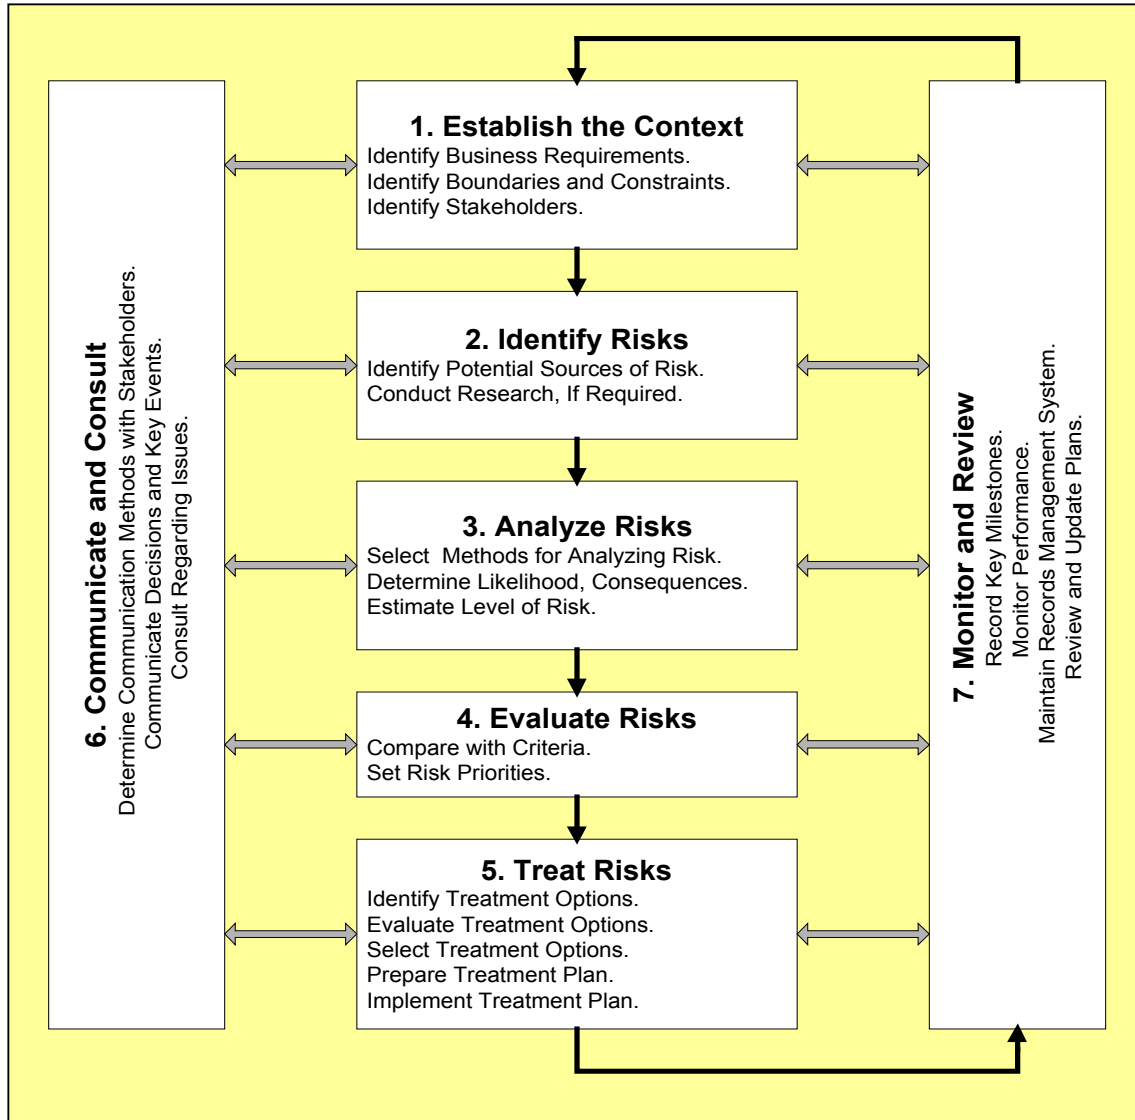 1. Establish the Context
Identify Business Requirements.
Identify Boundaries and Constraints.
Identify Stakeholders.
2. Identify Risks
Identify Potential Sources of Risk.
Conduct Research, If Required.
3. Analyze Risks
Select  Methods for Analyzing Risk.
Determine Likelihood, Consequences.
Estimate Level of Risk.
4. Evaluate Risks
Compare with Criteria.
Set Risk Priorities.
5. Treat Risks
Identify Treatment Options.
Evaluate Treatment Options.
Select Treatment Options.
Prepare Treatment Plan.
Implement Treatment Plan.
6. Communicate and Consult
Determine Communication Methods with Stakeholders.
Communicate Decisions and Key Events.
Consult Regarding Issues.
7. Monitor and Review
Record Key Milestones.
Monitor Performance.
Maintain Records Management System.
Review and Update Plans.